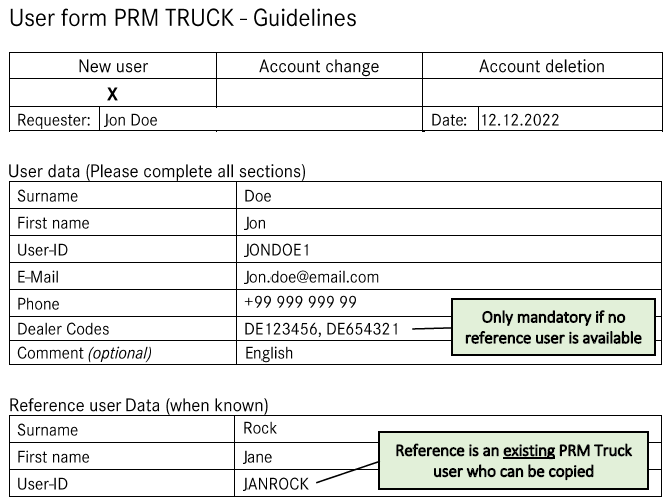 User form PRM TRUCK - Guidelines
New user Account change Account deletion
X
Requester: Jon Doe Date: 12.12.2022
User data (Please complete all sections)
Surname Doe
First name Jon
User-ID JONDOE1
E-Mail Jon.doe@email.com
Phone +99 999 999 99
Dealer Codes DE123456, DE654321
Only mandatory if no
reference user is available
Comment (optional) English
Reference user Data (when known)
Surname Rock
First name Jane
User-ID JANROCK
Reference is an existing PRM Truck
user who can be copied